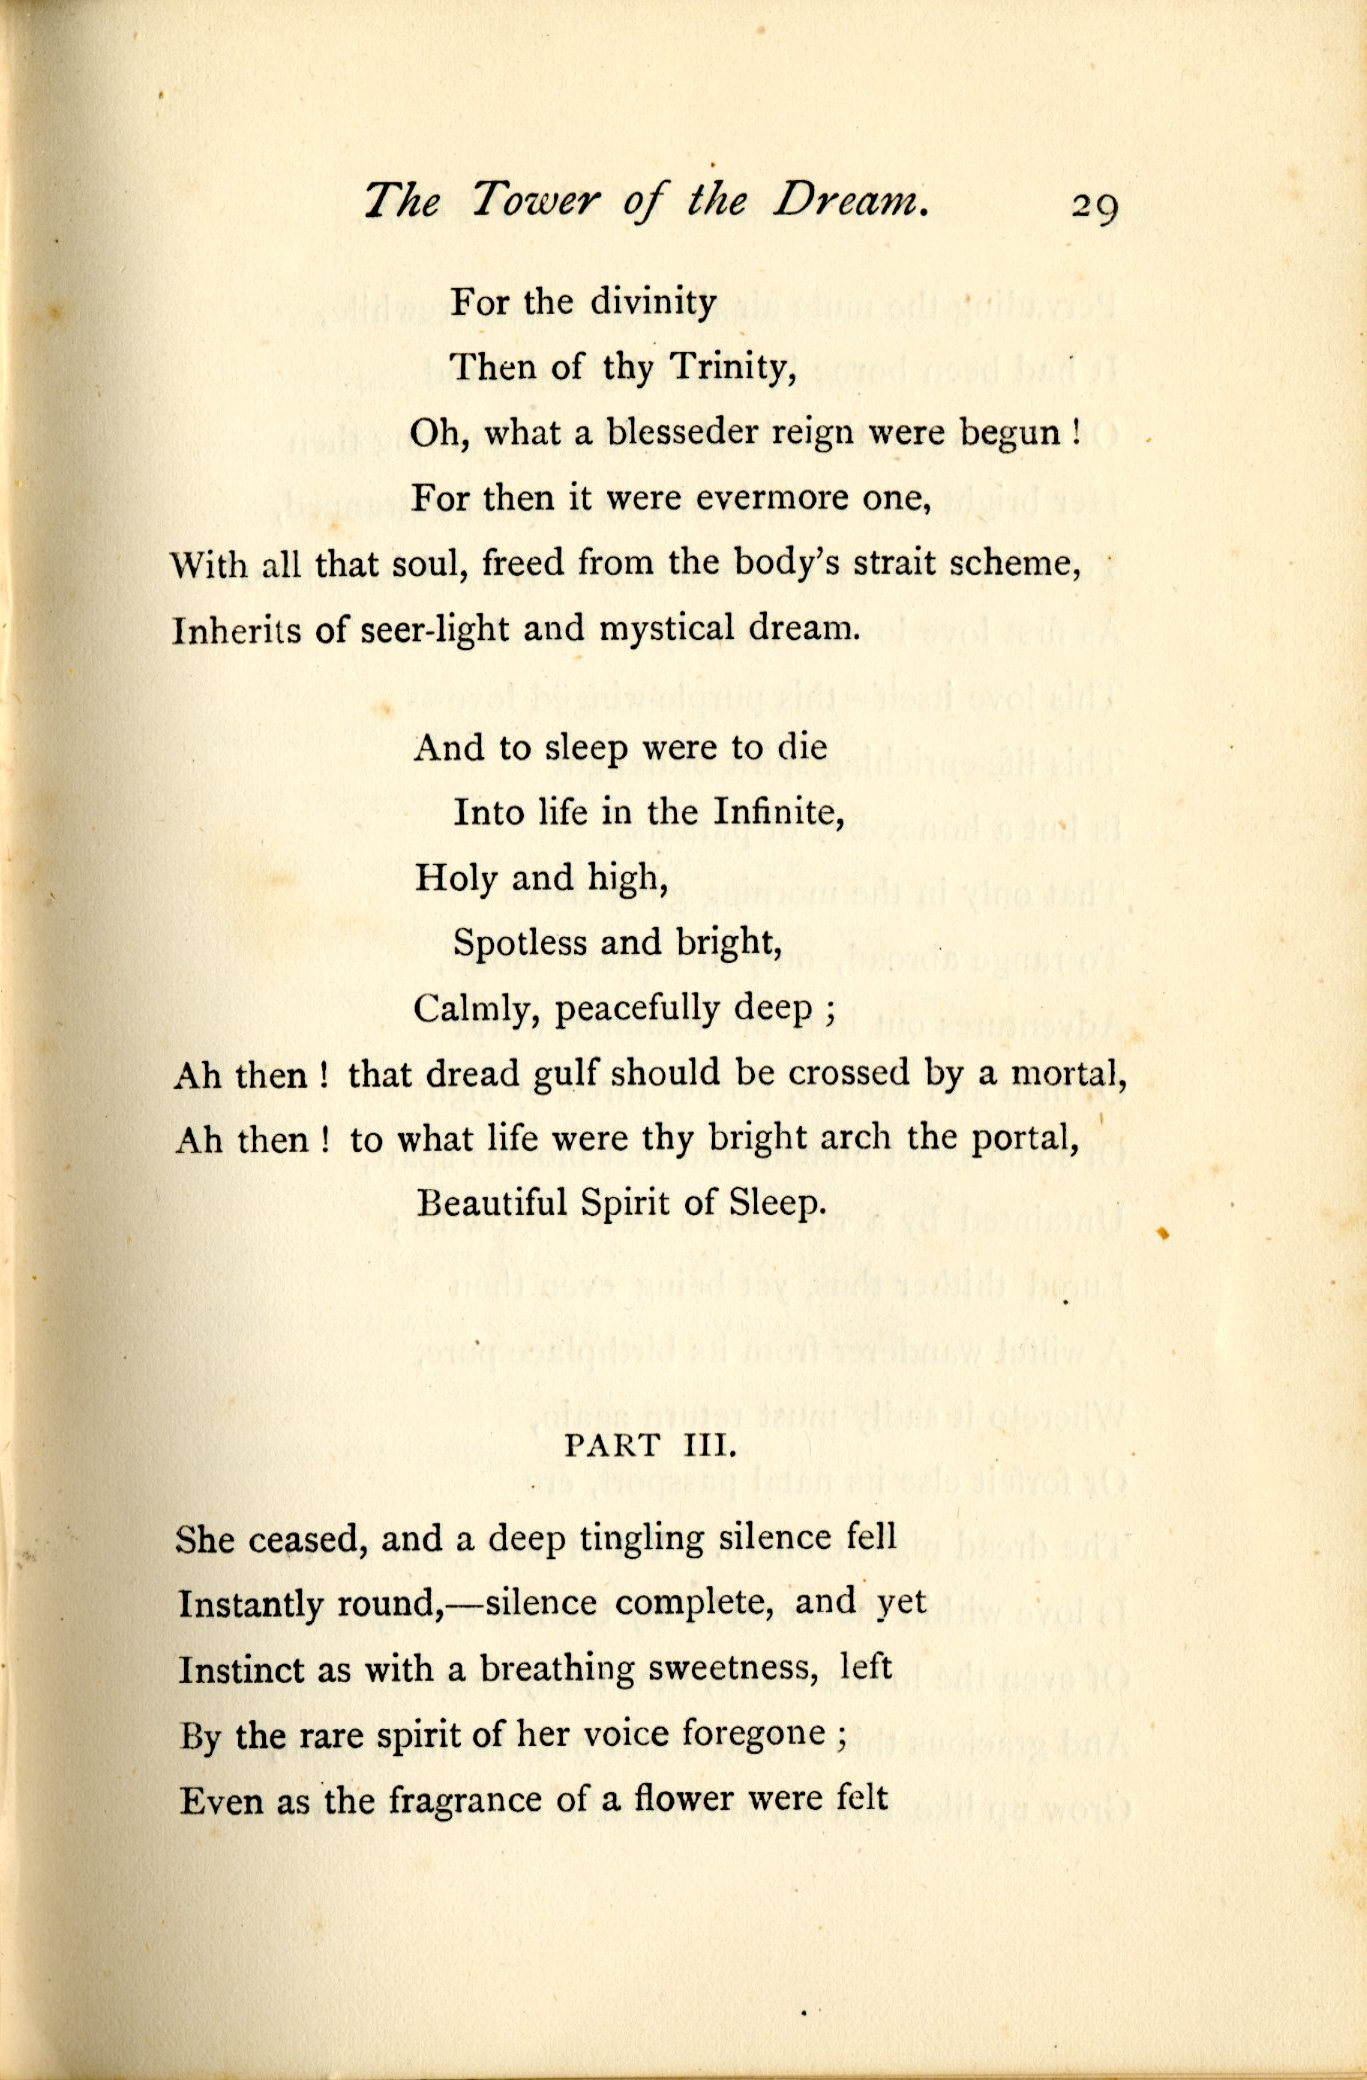 The Tower of the Dream. 29
For the divinity
Then of thy Trinity,
Oh, what a blesseder reign were begun !
For then it were evermore one,
With all that soul, freed from the body's strait scheme,
Inherits of seer-light and mystical dream.
And to sleep were to die
Into life in the Infinite,
Holy and high,
Spotless and bright,
Calmly, peacefully deep ;
Ah then ! that dread gulf should be crossed by a mortal,
Ah then ! to what life were thy bright arch the portal,
Beautiful Spirit of Sleep.
PART III.
She ceased, and a deep tingling silence fell
Instantly round,—silence complete, and yet
Instinct as with a breathing sweetness, left
By the rare spirit of her voice foregone ;
Even as the fragrance of a flower were felt